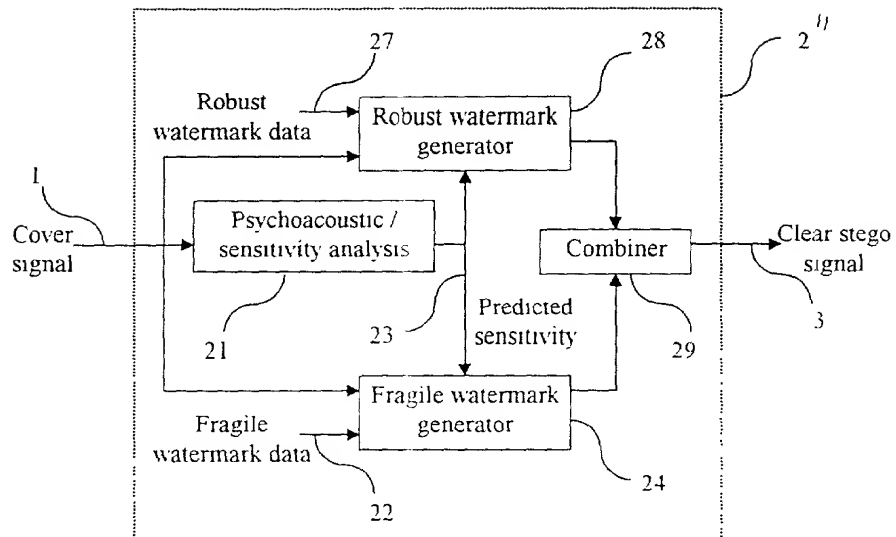 27
28
2"
Robust
watermark data
Robust watermark
generator
1
Cover
signal
Psychoacoustic /
sensitivity analysis
Combiner
Clear stego
signal
21
23
Predicted
sensitivity
29
3
Fragile watermark
generator
Fragile
watermark data
22
24